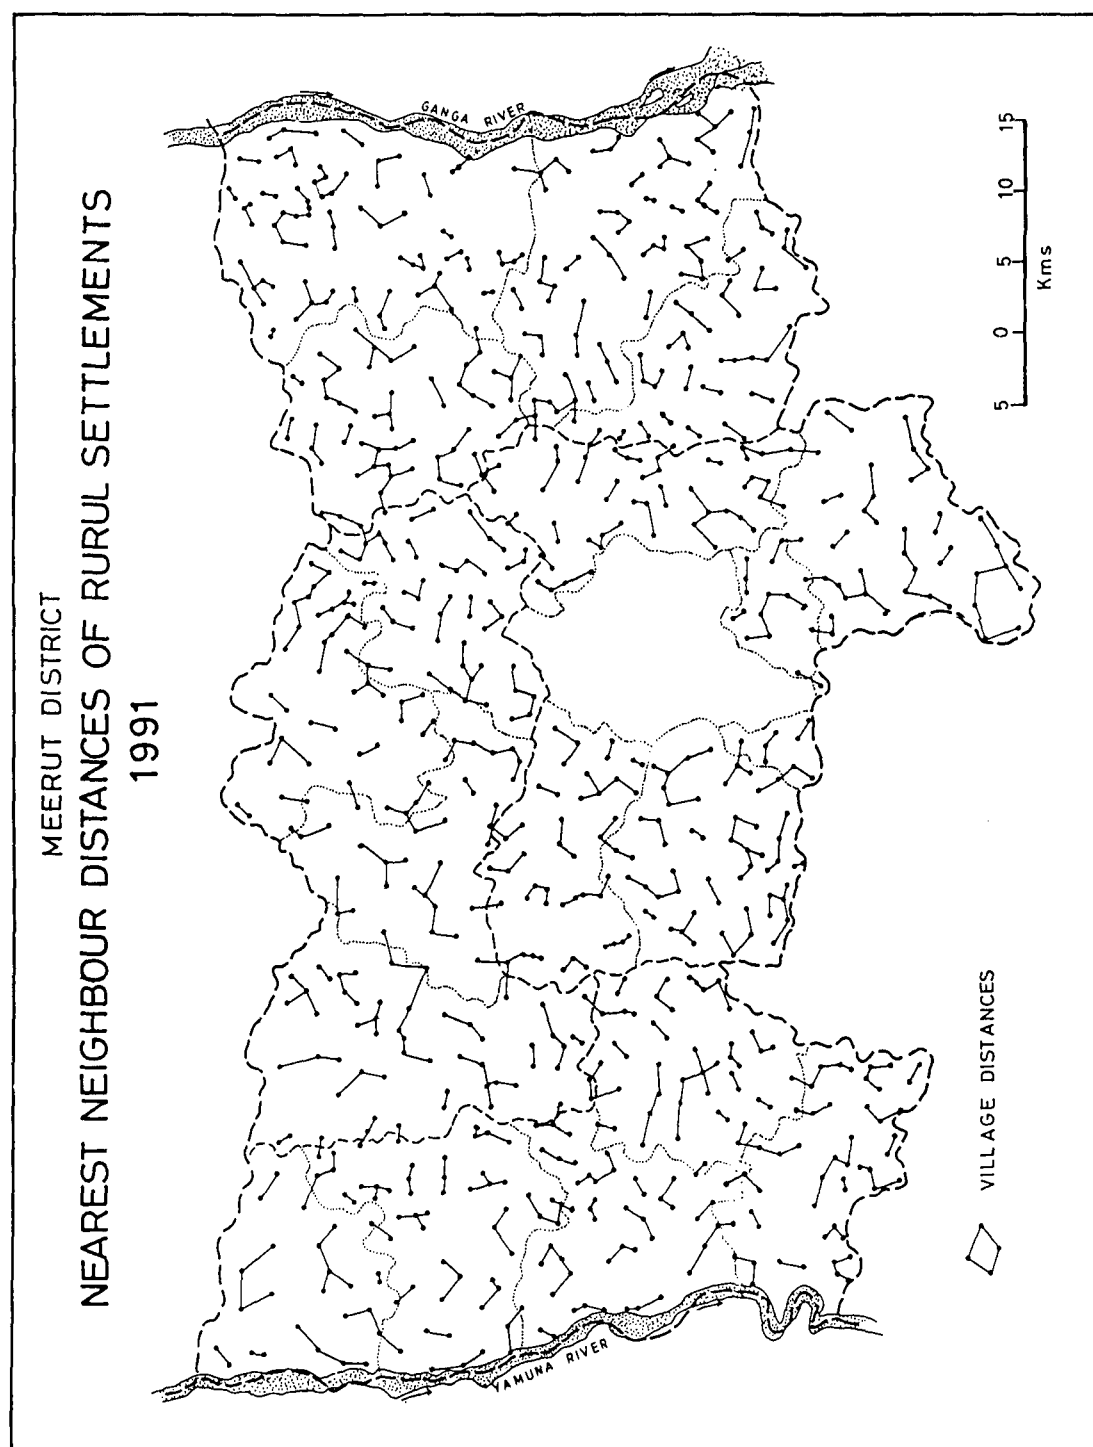 MEERUT DISTRICT
NEAREST NEIGHBOUR DISTANCES OF RURUL SETTLEMENTS
1991
GANGA RIVER
YAMUNA RIVER
5 0 5 10 15
Kms
VILLAGE DISTANCES